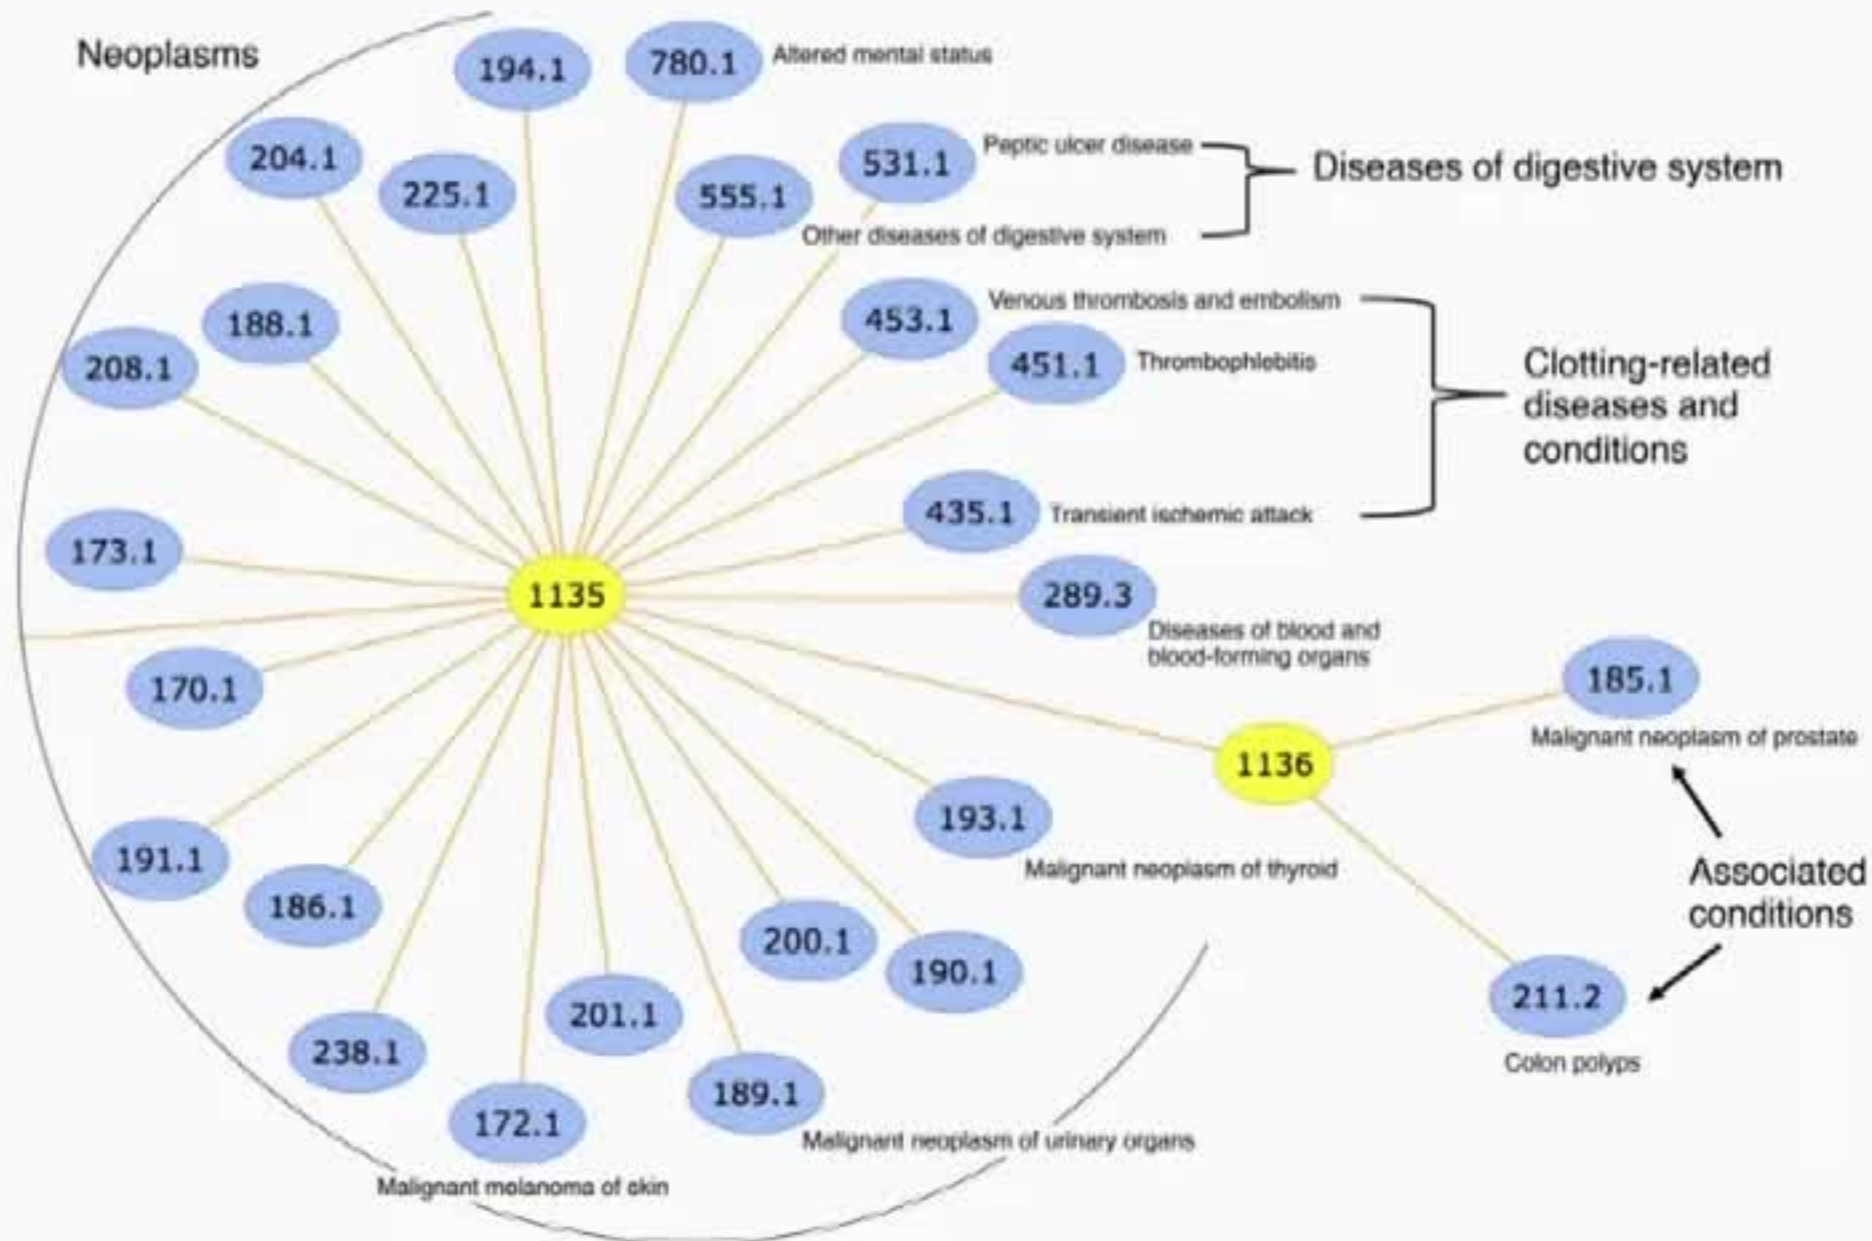 Neoplasms
194.1
780.1
Altered mental status
204.1
225.1
555.1
531.1
Peptic ulcer disease
Diseases of digestive system
Other diseases of digestive system
208.1
188.1
453.1
Venous thrombosis and embolism
451.1
Thrombophlebitis
Clotting-related
diseases and
conditions
435.1
Transient ischemic attack
173.1
1135
289.3
Diseases of blood and
blood-forming organs
170.1
1136
185.1
Malignant neoplasm of prostate
191.1
186.1
193.1
Malignant neoplasm of thyroid
Associated
conditions
200.1
190.1
211.2
Colon polyps
238.1
201.1
172.1
189.1
Malignant neoplasm of urinary organs
Malignant melanoma of skin